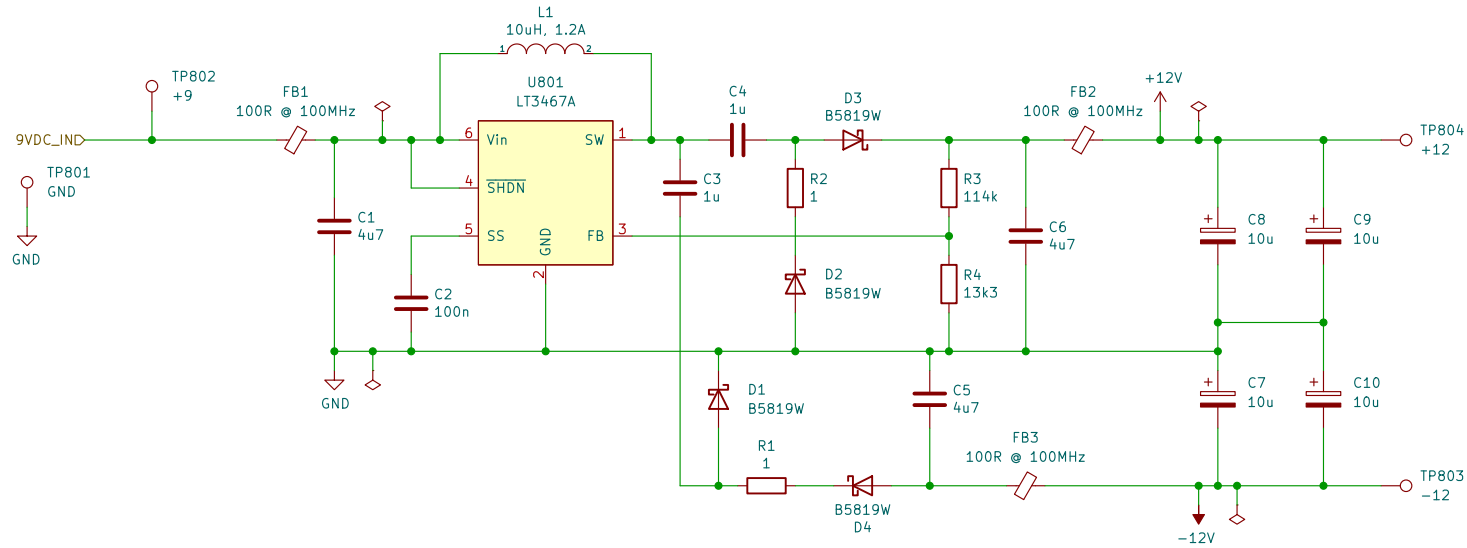 L1
10uH, 1.2A
1
2
TP802
+9
FB1
100R @ 100MHz
9VDC_IN
TP801
GND
GND
U801
LT3467A
6
Vin
SW
1
4
SHDN
5
SS
GND
FB
3
2
C1
4u7
C2
100n
GND
C4
1u
C3
1u
D3
B5819W
R2
1
D2
B5819W
R3
114k
R4
13k3
C6
4u7
FB2
100R @ 100MHz
+12V
TP804
+12
+
C8
10u
+
C9
10u
D1
B5819W
R1
1
B5819W
D4
C5
4u7
FB3
100R @ 100MHz
+
C7
10u
+
C10
10u
-12V
TP803
-12